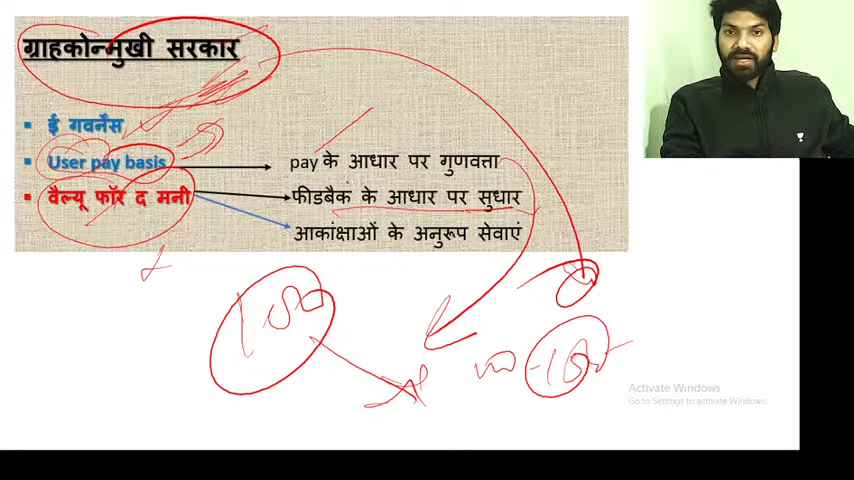 ग्राहकोन्मुखी सरकार
▪ ई गवर्नेंस
▪ User pay basis pay के आधार पर गुणवत्ता
▪ वैल्यू फॉर द मनी फीडबैकं के आधार पर सुधार
आकांक्षाओं के अनुरूप सेवाएं
Activate Windows
Go to Settings to activate Windows.